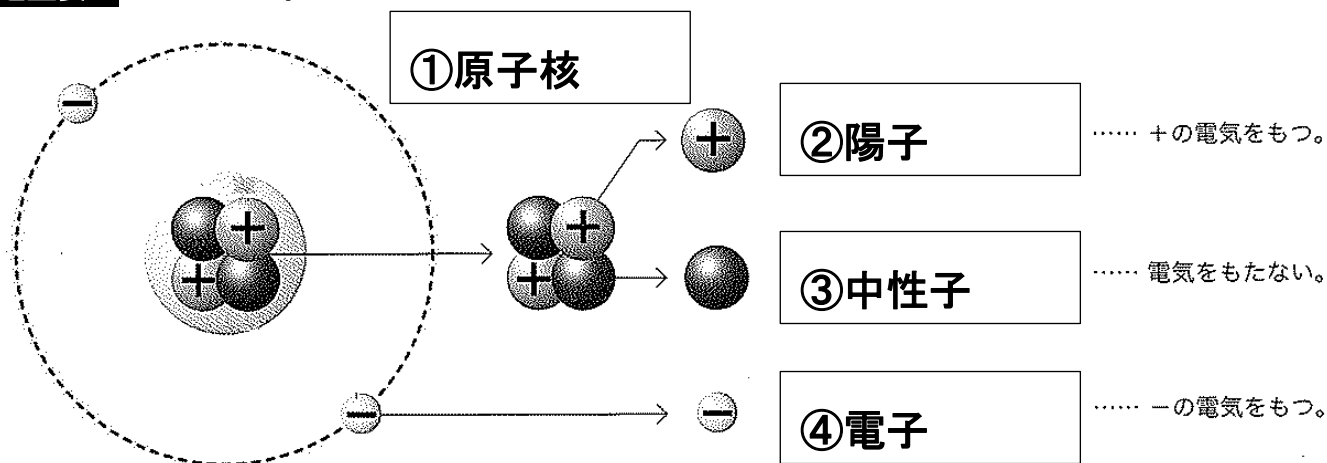 ①原子核
②陽子
…… +の電気をもつ。
③中性子
…… 電気をもたない。
④電子
…… −の電気をもつ。